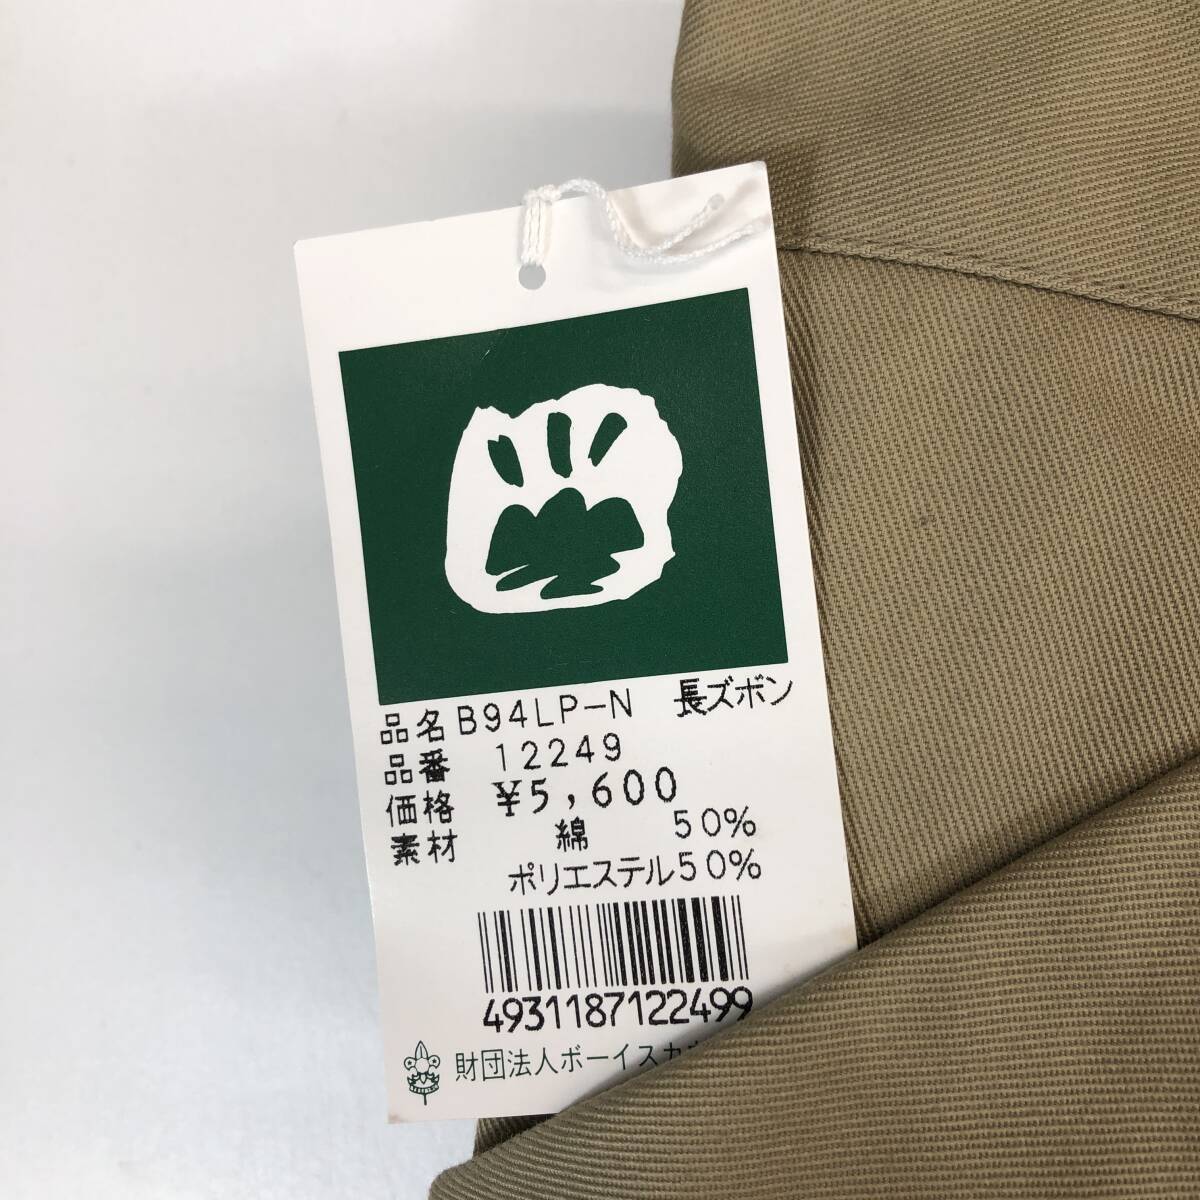 品名 B94LP-N 長ズボン
品番 12249
価格 ¥5,600
素材 綿 50%
ポリエステル50%
4931187122499
財団法人ボーイスカ